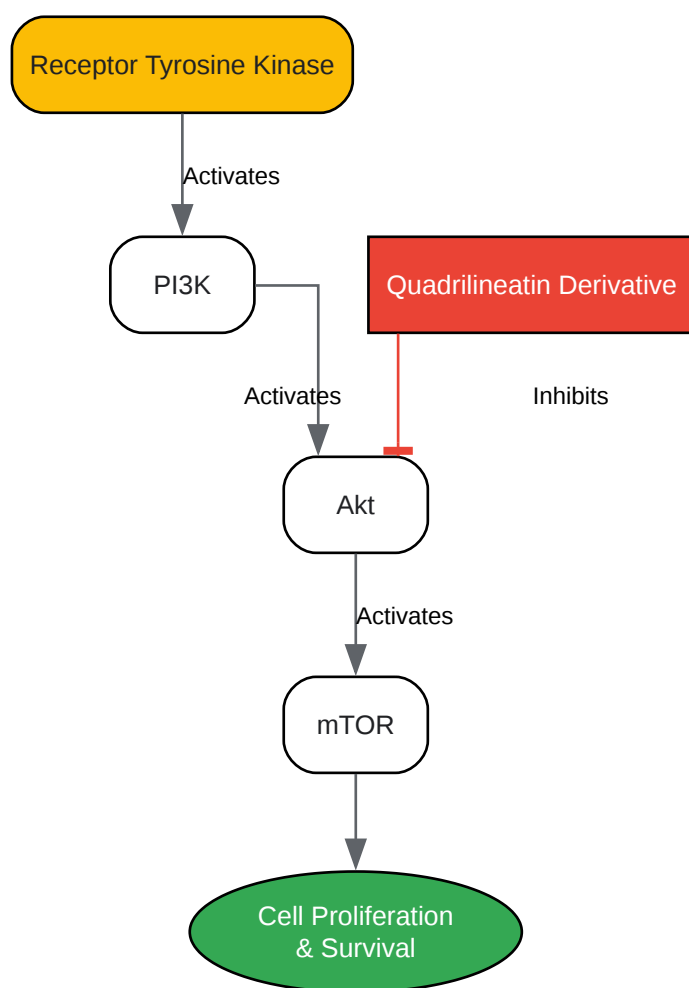 Receptor Tyrosine Kinase
Activates
PI3K
Quadrilineatin Derivative
Activates
Inhibits
Akt
Activates
mTOR
Cell Proliferation
& Survival